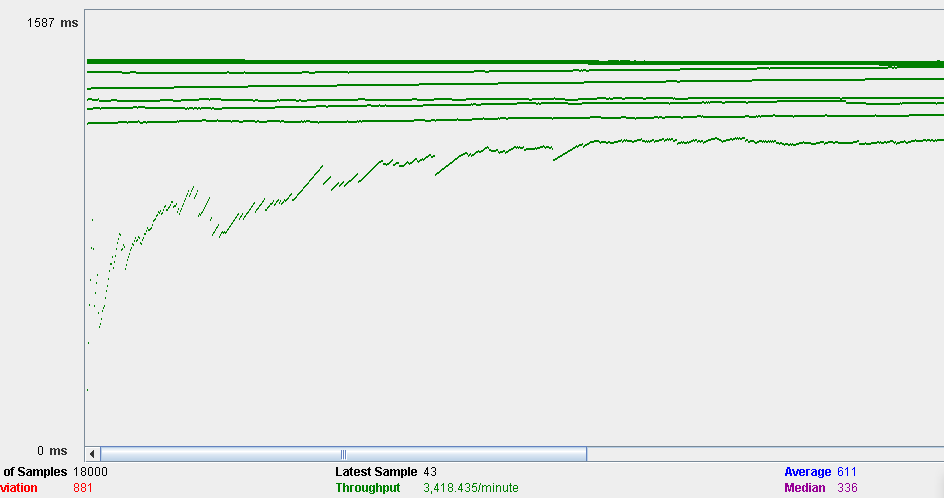 1587 ms
0 ms
of Samples 18000 Latest Sample 43 Average 611
viation 881 Throughput 3,418.435/minute Median 336